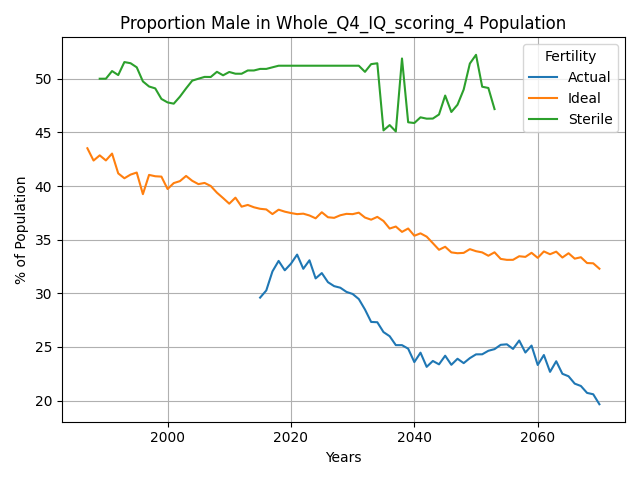 Proportion Male in Whole_Q4_IQ_scoring_4 Population
Fertility
Actual
Ideal
Sterile
% of Population
50
45
40
35
30
25
20
2000
2020
2040
2060
Years